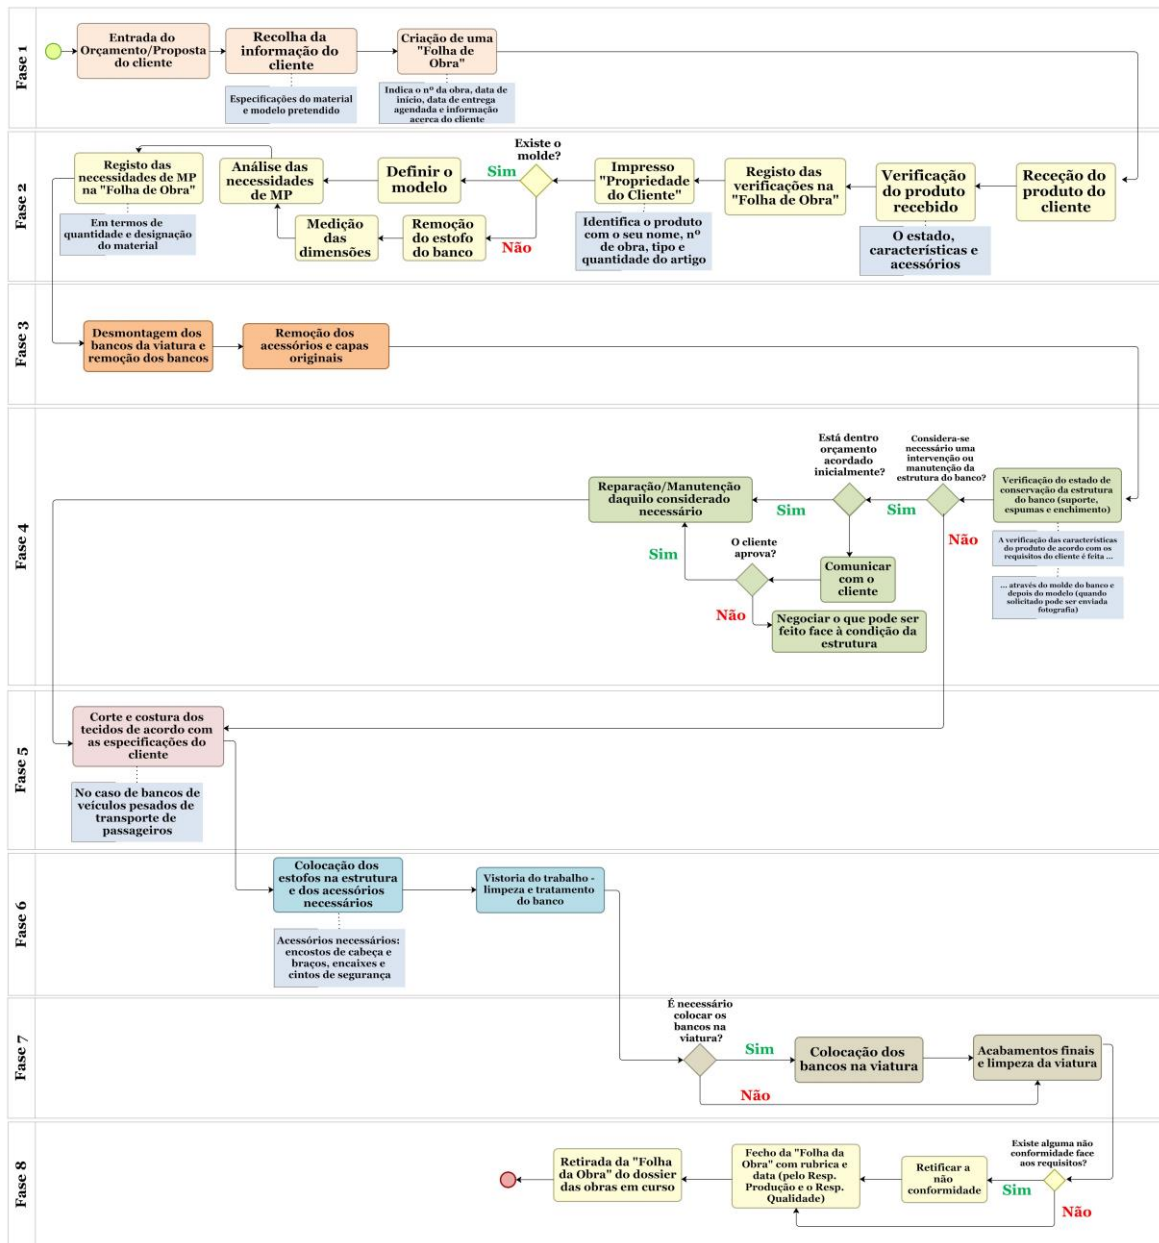 Fase 1
Entrada do
Orçamento/Proposta
do cliente
Recolha da
informação do
cliente
Criação de uma
"Folha de
Obra"
Especificações do material
e modelo pretendido
Indica o nº da obra, data de
início, data de entrega
agendada e informação
acerca do cliente
Fase 2
Receção do
produto do
cliente
Verificação
do produto
recebido
O estado,
características e
acessórios
Registo das
verificações na
"Folha de Obra"
Impresso
"Propriedade
do Cliente"
Identifica o produto
com o seu nome, nº
de obra, tipo e
quantidade do artigo
Existe o
molde?
Sim
Não
Definir o
modelo
Remoção
do estofo
do banco
Medição
das
dimensões
Análise das
necessidades
de MP
Registo das
necessidades de MP
na "Folha de Obra"
Em termos de
quantidade e designação
do material
Fase 3
Desmontagem dos
bancos da viatura e
remoção dos bancos
Remoção dos
acessórios e capas
originais
Fase 4
Verificação do estado de
conservação da estrutura
do banco (suporte,
espumas e enchimento)
A verificação das características
do produto de acordo com os
requisitos do cliente é feita ...
... através do molde do banco e
depois do modelo (quando
solicitado pode ser enviada
fotografia)
Considera-se
necessário uma
intervenção ou
manutenção da
estrutura do banco?
Sim
Não
Está dentro
orçamento
acordado
inicialmente?
Sim
Reparação/Manutenção
daquilo considerado
necessário
Comunicar
com o
cliente
O cliente
aprova?
Sim
Não
Negociar o que pode ser
feito face à condição da
estrutura
Fase 5
Corte e costura dos
tecidos de acordo com
as especificações do
cliente
No caso de bancos de
veículos pesados de
transporte de
passageiros
Fase 6
Colocação dos
estofos na estrutura
e dos acessórios
necessários
Acessórios necessários:
encostos de cabeça e
braços, encaixes e
cintos de segurança
Vistoria do trabalho -
limpeza e tratamento
do banco
Fase 7
É necessário
colocar os
bancos na
viatura?
Sim
Não
Colocação dos
bancos na viatura
Acabamentos finais
e limpeza da viatura
Fase 8
Existe alguma não
conformidade face
aos requisitos?
Sim
Não
Retificar a
não
conformidade
Fecho da "Folha da
Obra" com rubrica e
data (pelo Resp.
Produção e o Resp.
Qualidade)
Retirada da "Folha
da Obra" do dossier
das obras em curso